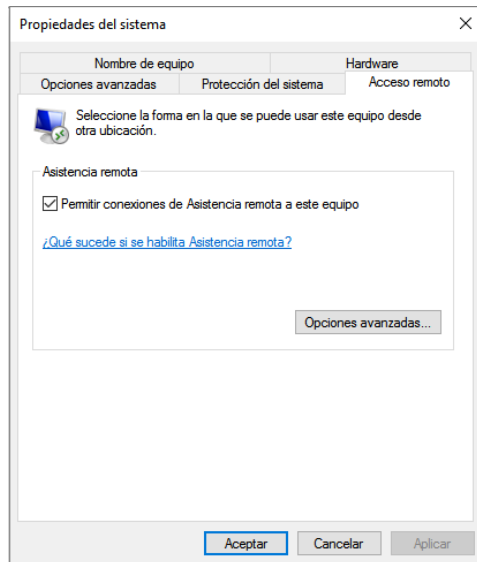 Propiedades del sistema
Nombre de equipo
Hardware
Opciones avanzadas
Protección del sistema
Acceso remoto
Seleccione la forma en la que se puede usar este equipo desde
otra ubicación.
Asistencia remota
Permitir conexiones de Asistencia remota a este equipo
¿Qué sucede si se habilita Asistencia remota?
Opciones avanzadas...
Aceptar
Cancelar
Aplicar